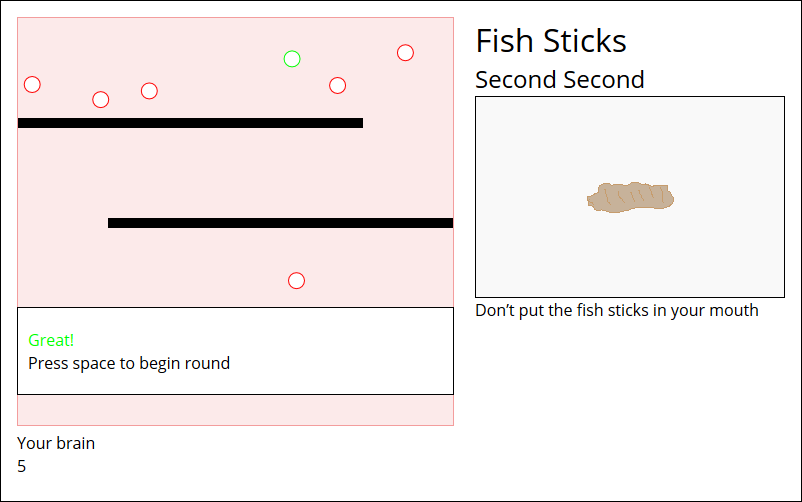 Fish Sticks
Second Second
Don’t put the fish sticks in your mouth
Great!
Press space to begin round
Your brain
5